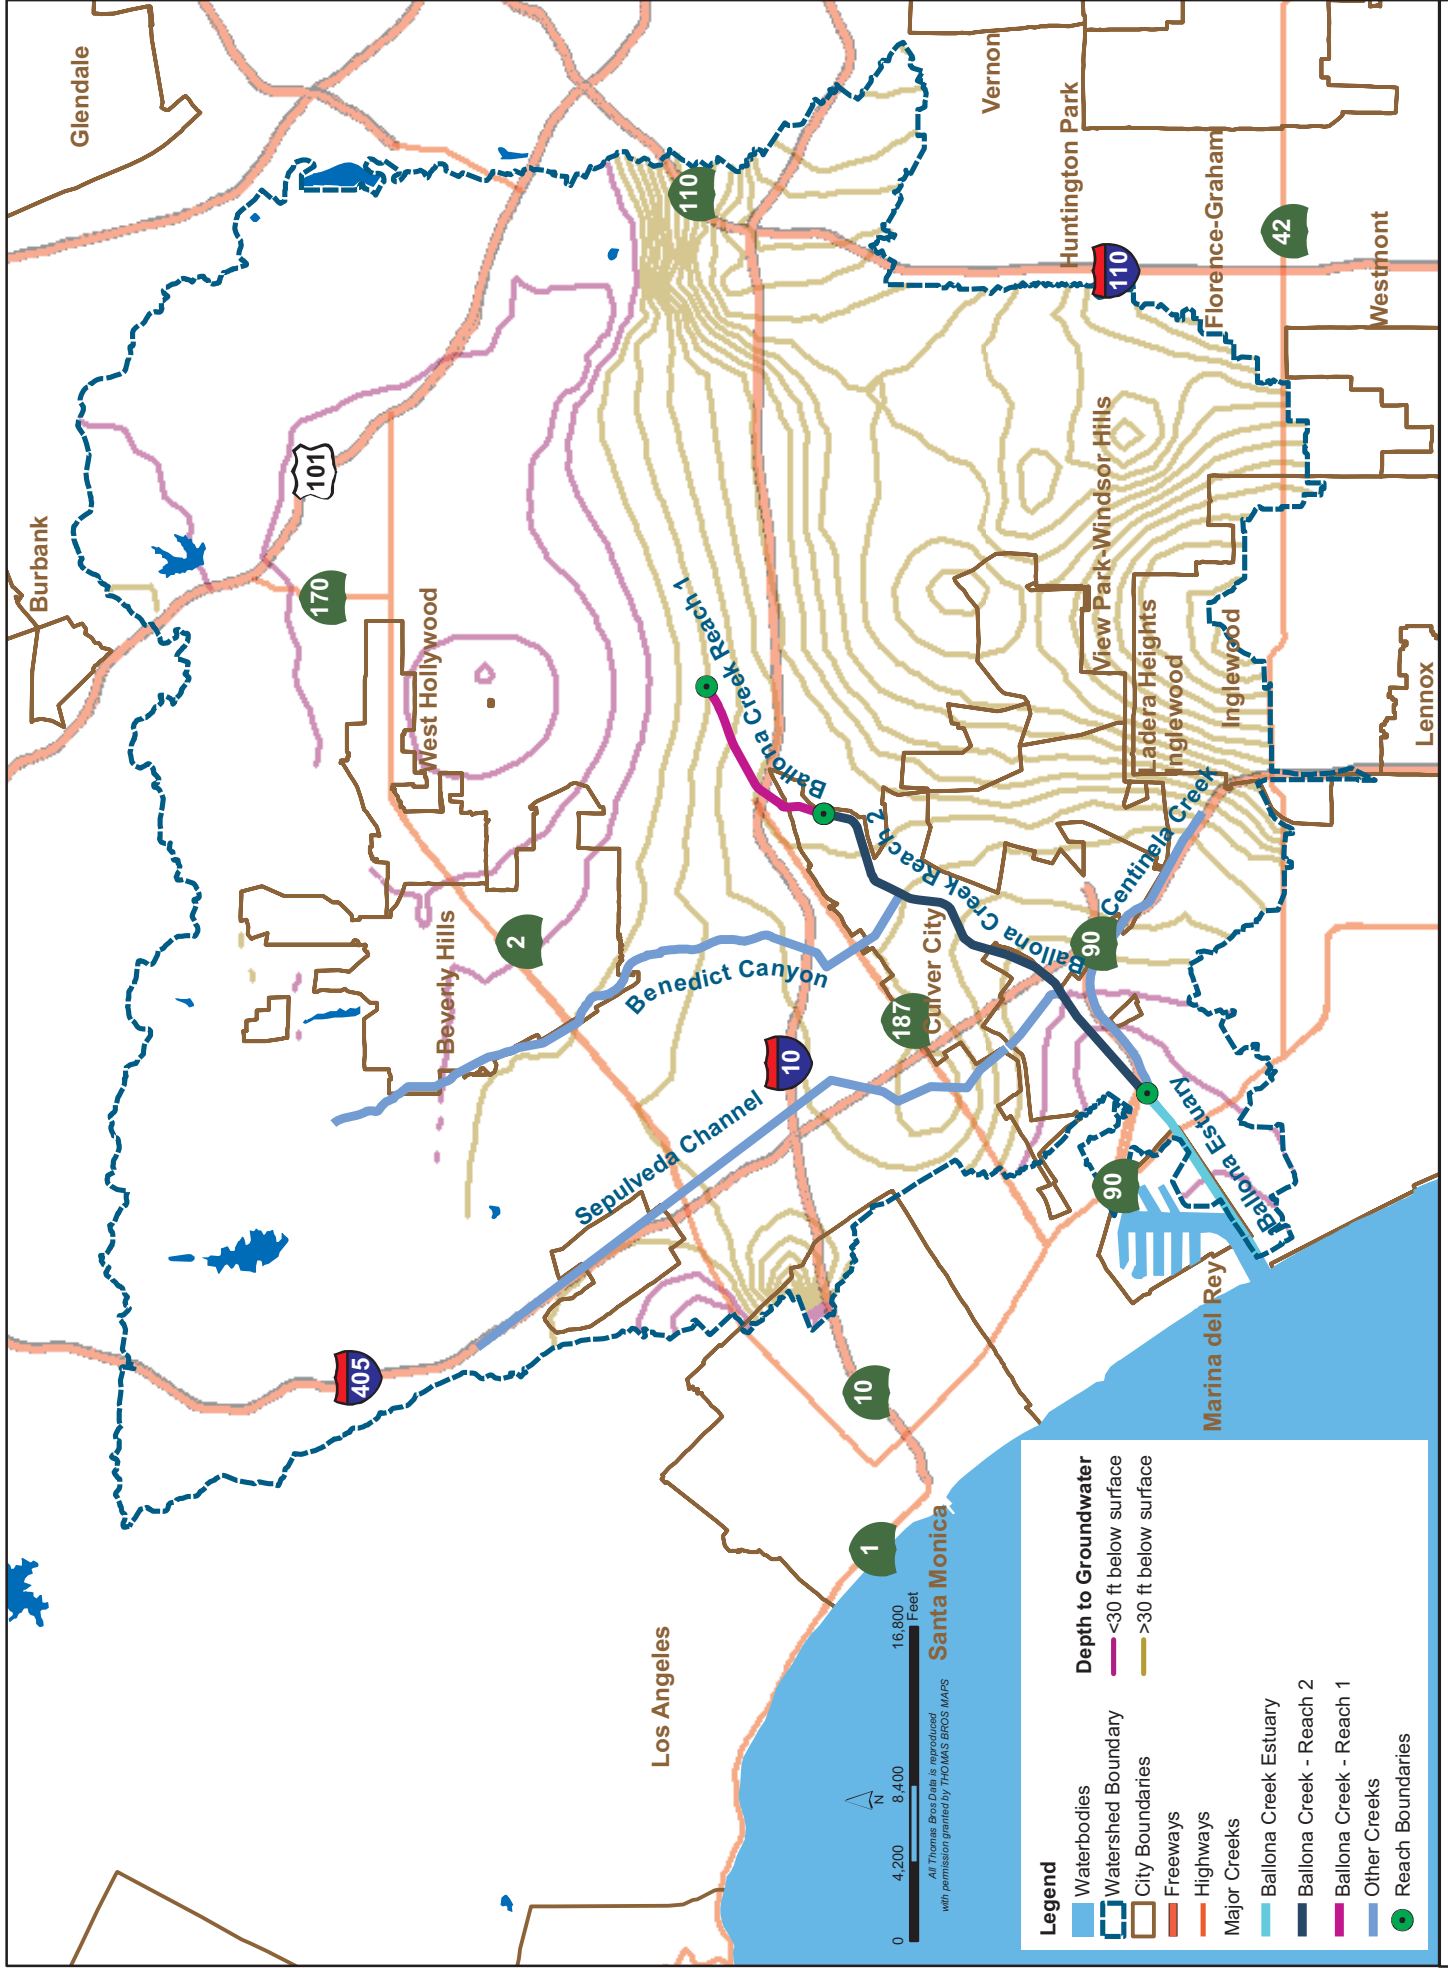 Glendale
Burbank
Vernon
Huntington Park
Florence-Graham
Westmont
View Park-Windsor Hills
Ladera Heights
Inglewood
Inglewood
Lennox
West Hollywood
Beverly Hills
Culver City
Marina del Rey
Santa Monica
Los Angeles
110
110
42
101
170
2
10
187
90
90
405
10
1
Ballona Creek Reach 1
Ballona Creek Reach 2
Centinela Creek
Benedict Canyon
Sepulveda Channel
Ballona Estuary
0
4,200
8,400
16,800
Feet
N
All Thomas Bros Data is reproduced
with permission granted by THOMAS BROS MAPS
Legend
Waterbodies
Watershed Boundary
City Boundaries
Freeways
Highways
Major Creeks
Ballona Creek Estuary
Ballona Creek - Reach 2
Ballona Creek - Reach 1
Other Creeks
Reach Boundaries
Depth to Groundwater
<30 ft below surface
>30 ft below surface